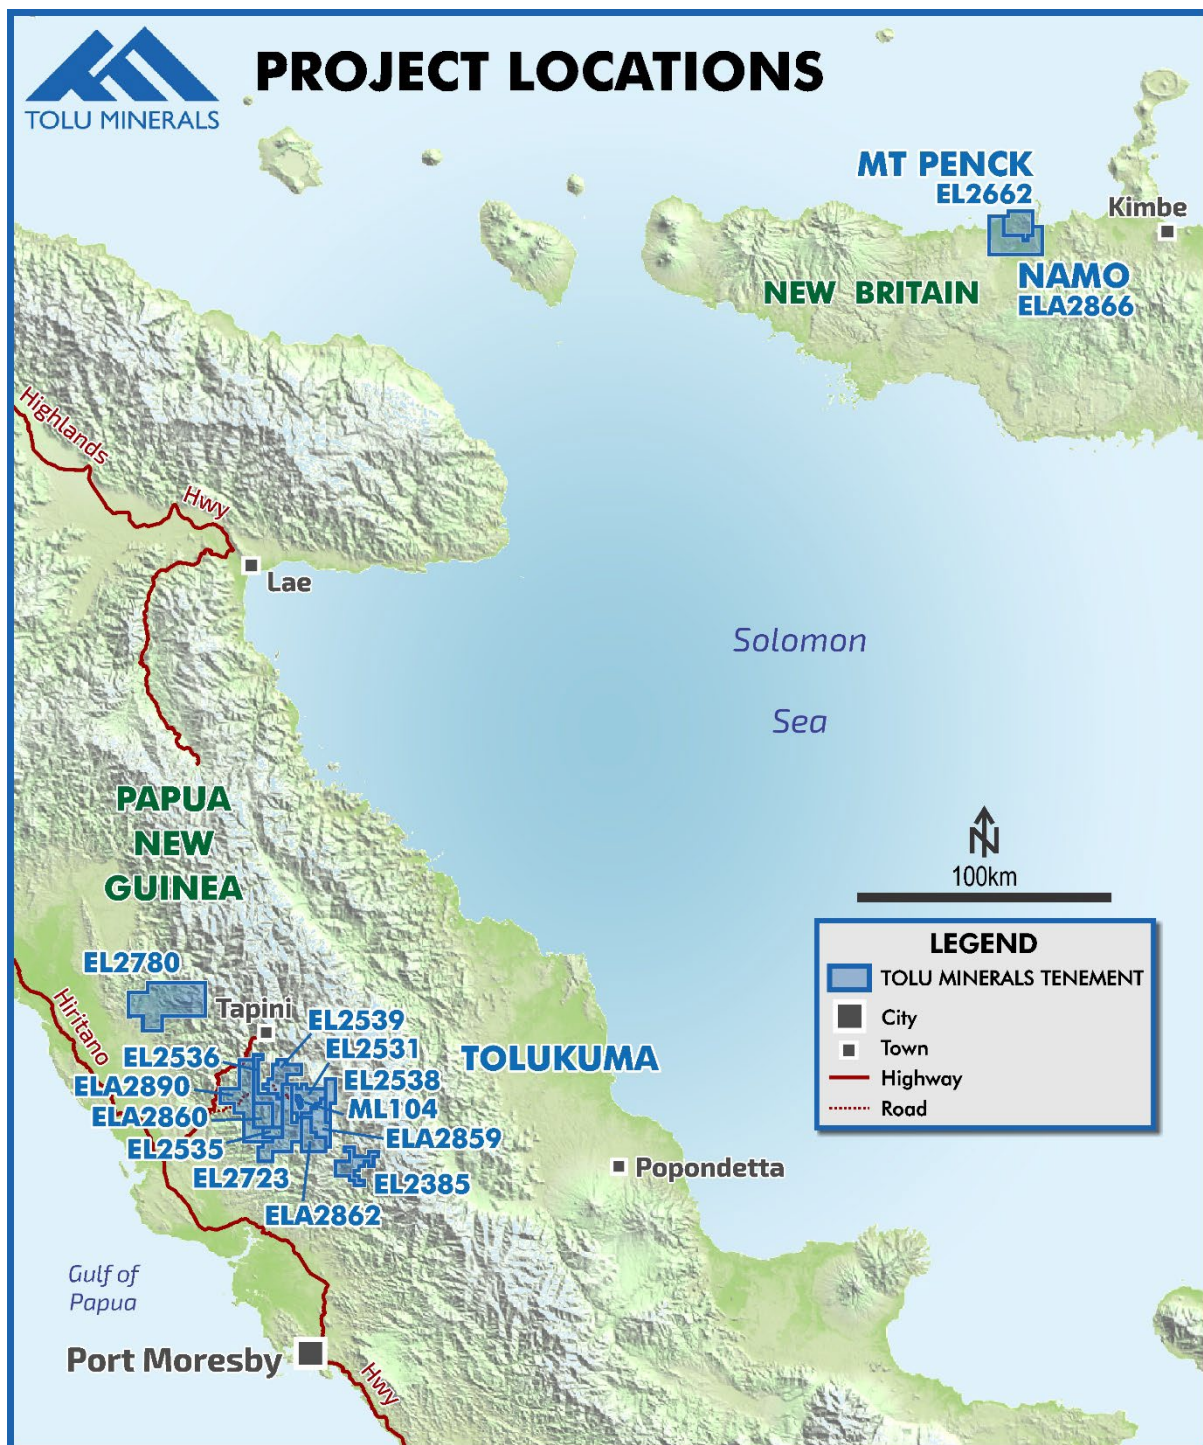 PROJECT LOCATIONS
TOLU MINERALS
MT PENCK
EL2662
Kimbe
NAMO
ELA2866
NEW BRITAIN
Highlands
Hwy
Lae
Solomon
Sea
PAPUA
NEW
GUINEA
N
100km
LEGEND
TOLU MINERALS TENEMENT
City
Town
Highway
Road
EL2780
Hiritano
Tapini
EL2539
EL2531
EL2536
TOLUKUMA
EL2538
ELA2890
ML104
ELA2860
ELA2859
EL2535
EL2723
EL2385
Popondetta
ELA2862
Gulf of
Papua
Port Moresby
Hwy